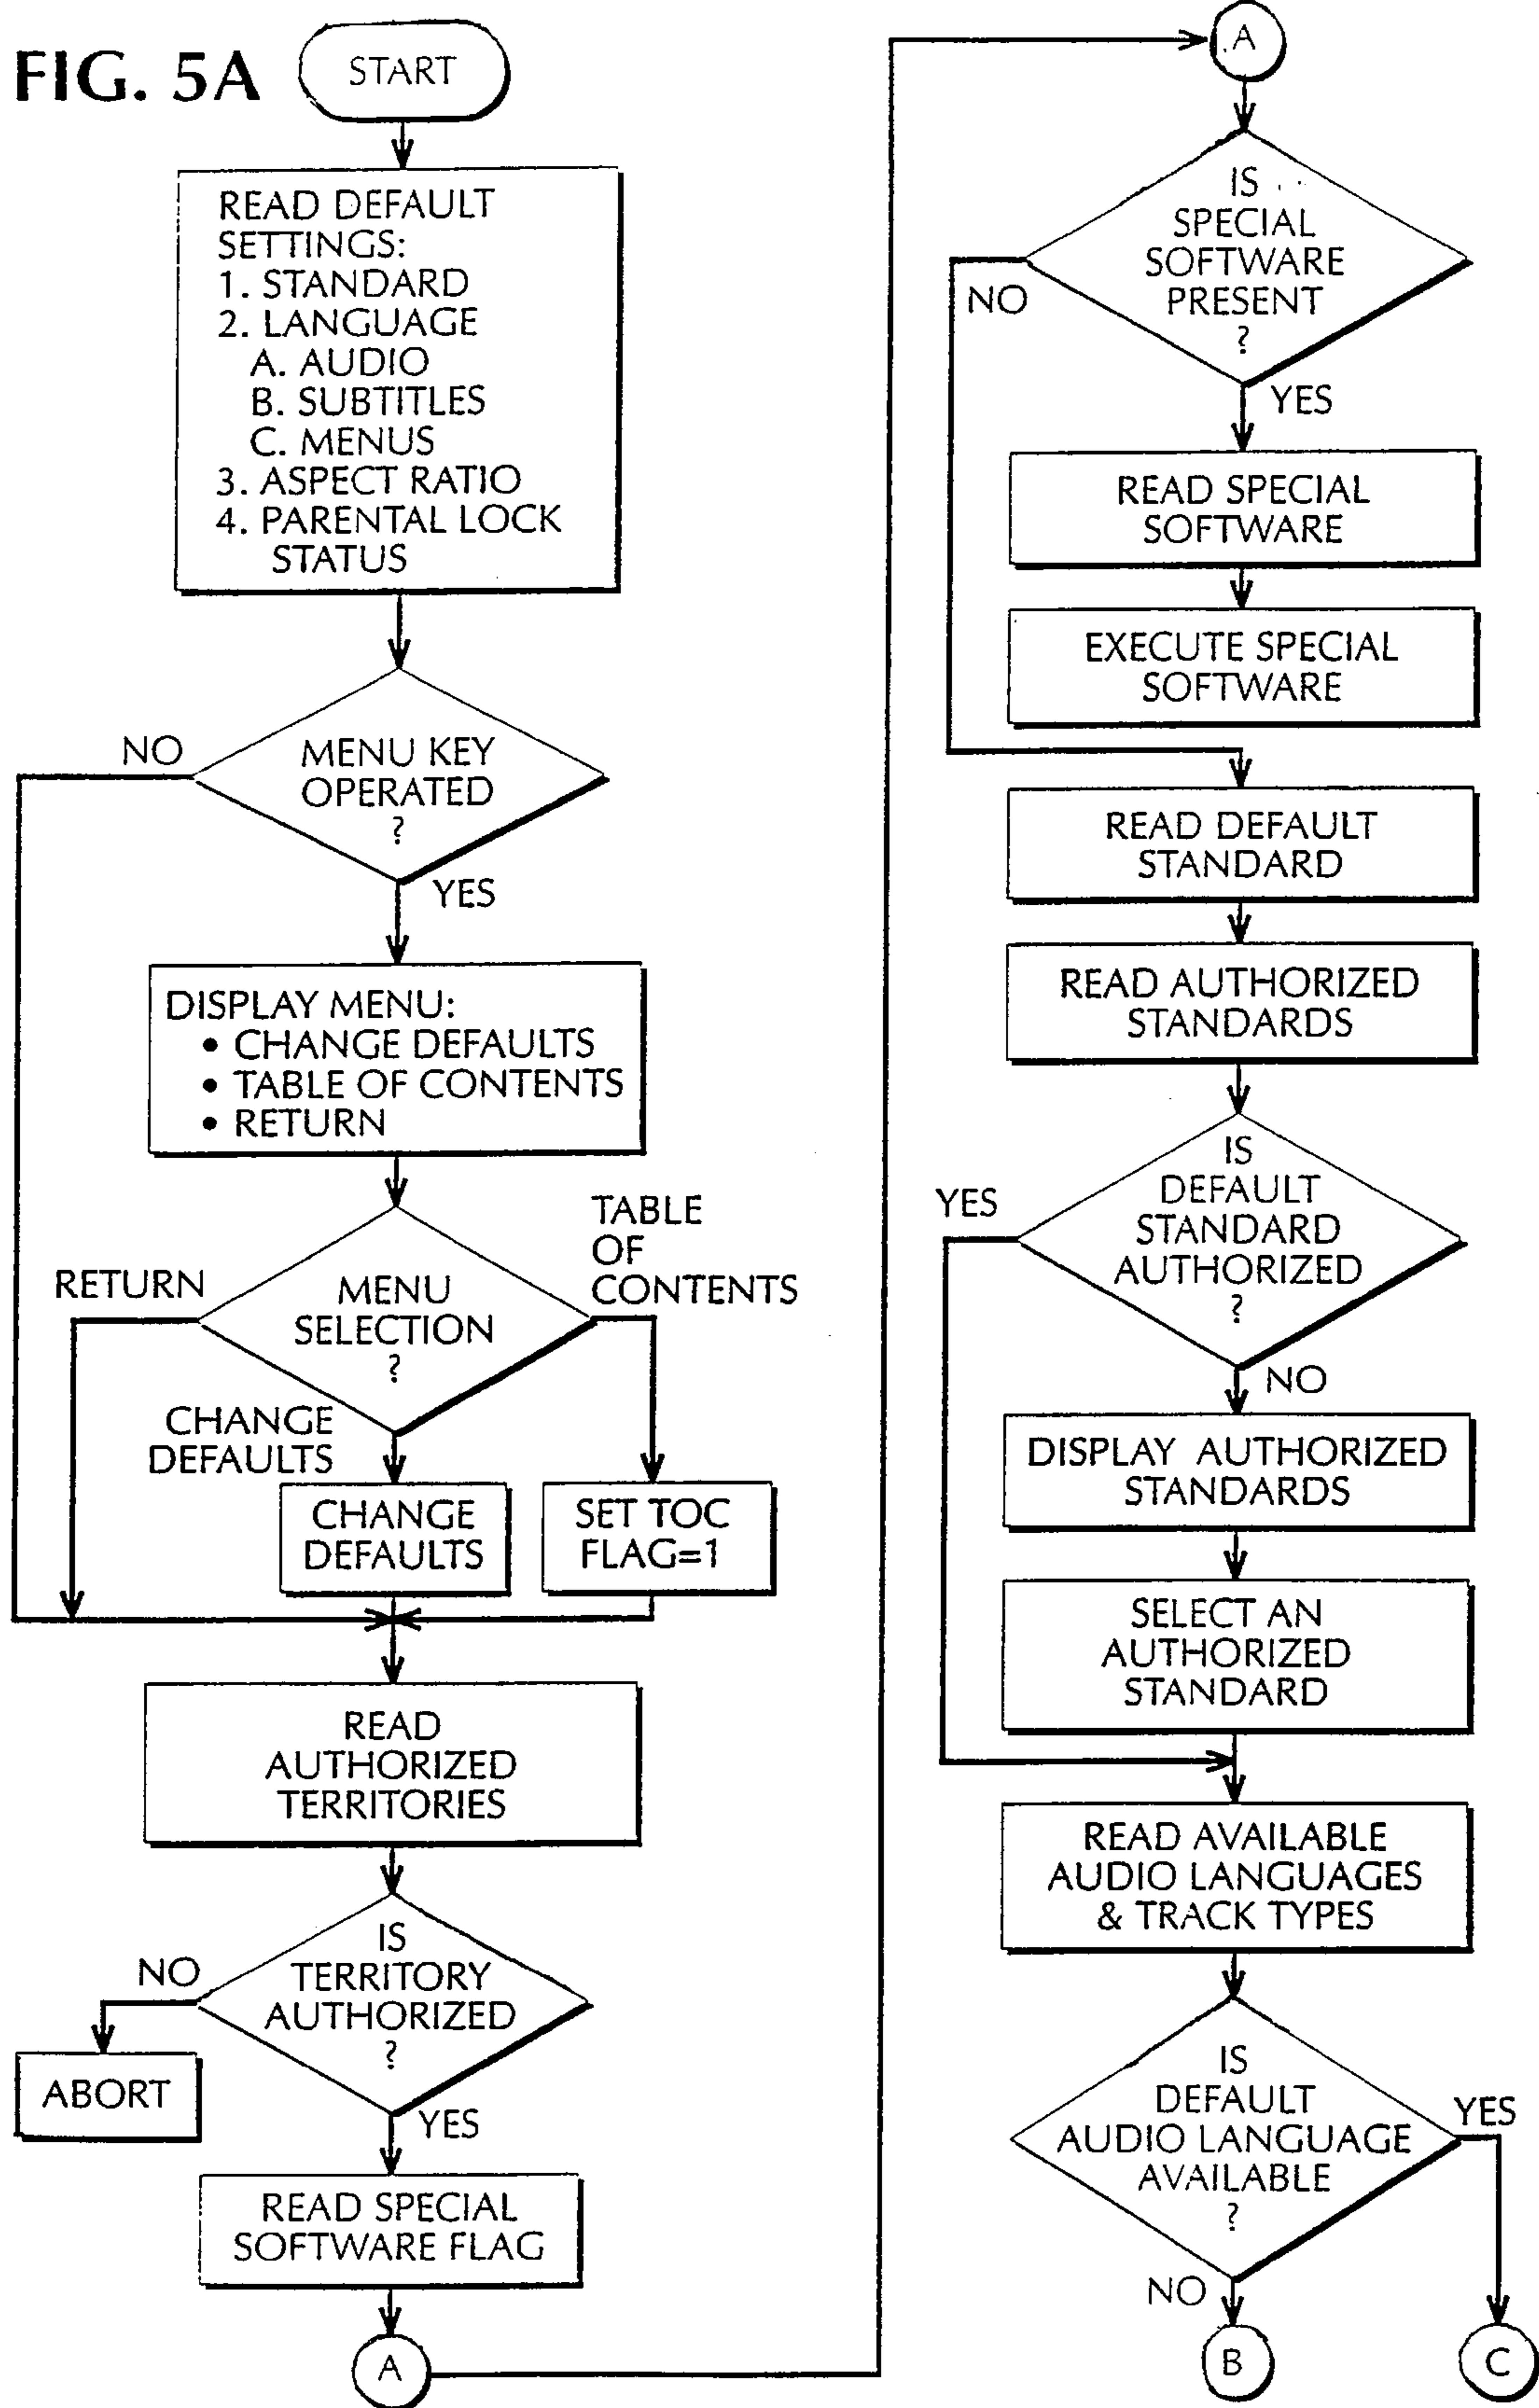 FIG. 5A
START
READ DEFAULT
SETTINGS:
1. STANDARD
2. LANGUAGE
A. AUDIO
B. SUBTITLES
C. MENUS
3. ASPECT RATIO
4. PARENTAL LOCK
STATUS
NO
MENU KEY
OPERATED
?
YES
DISPLAY MENU:
• CHANGE DEFAULTS
• TABLE OF CONTENTS
• RETURN
TABLE
OF
CONTENTS
RETURN
MENU
SELECTION
?
CHANGE
DEFAULTS
CHANGE
DEFAULTS
SET TOC
FLAG=1
READ
AUTHORIZED
TERRITORIES
NO
IS
TERRITORY
AUTHORIZED
?
ABORT
YES
READ SPECIAL
SOFTWARE FLAG
A
A
IS
SPECIAL
SOFTWARE
PRESENT
?
NO
YES
READ SPECIAL
SOFTWARE
EXECUTE SPECIAL
SOFTWARE
READ DEFAULT
STANDARD
READ AUTHORIZED
STANDARDS
YES
IS
DEFAULT
STANDARD
AUTHORIZED
?
NO
DISPLAY AUTHORIZED
STANDARDS
SELECT AN
AUTHORIZED
STANDARD
READ AVAILABLE
AUDIO LANGUAGES
& TRACK TYPES
IS
DEFAULT
AUDIO LANGUAGE
AVAILABLE
?
YES
NO
B
C